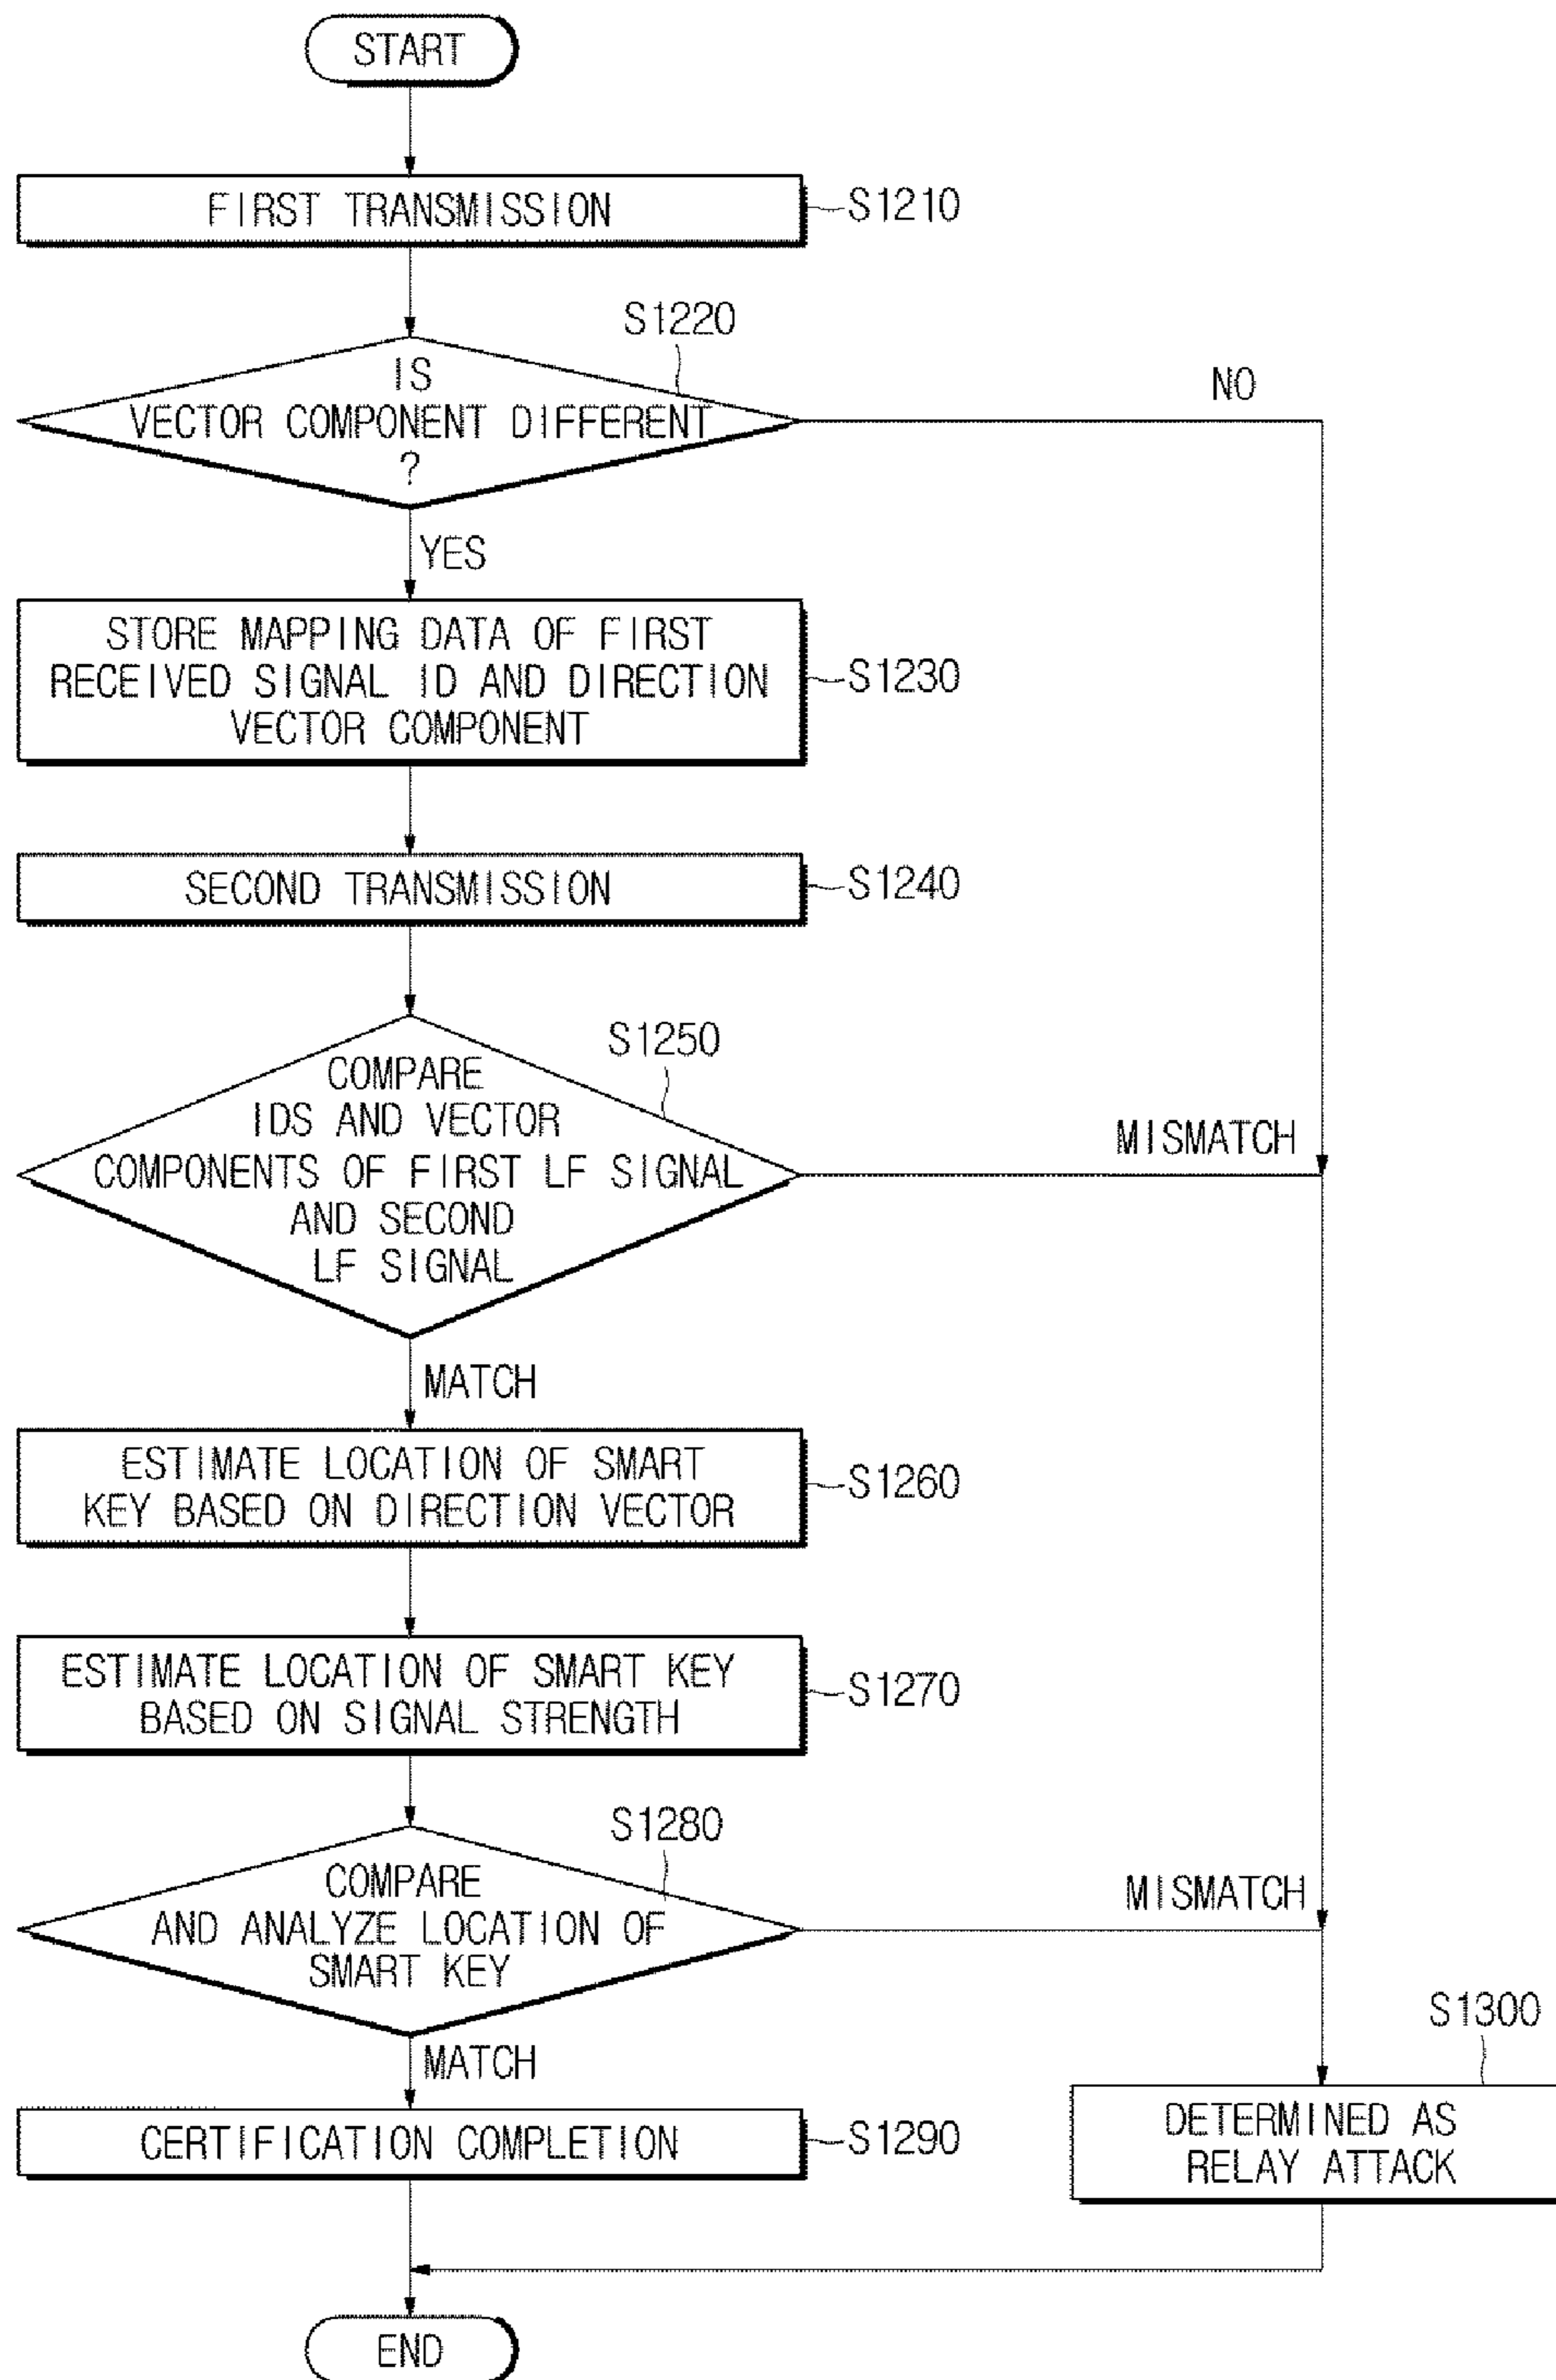 START
FIRST TRANSMISSION
S1210
S1220
IS
VECTOR COMPONENT DIFFERENT
?
NO
YES
STORE MAPPING DATA OF FIRST
RECEIVED SIGNAL ID AND DIRECTION
VECTOR COMPONENT
S1230
SECOND TRANSMISSION
S1240
S1250
COMPARE
IDS AND VECTOR
COMPONENTS OF FIRST LF SIGNAL
AND SECOND
LF SIGNAL
MISMATCH
MATCH
ESTIMATE LOCATION OF SMART
KEY BASED ON DIRECTION VECTOR
S1260
ESTIMATE LOCATION OF SMART KEY
BASED ON SIGNAL STRENGTH
S1270
S1280
COMPARE
AND ANALYZE LOCATION OF
SMART KEY
MISMATCH
MATCH
CERTIFICATION COMPLETION
S1290
S1300
DETERMINED AS
RELAY ATTACK
END